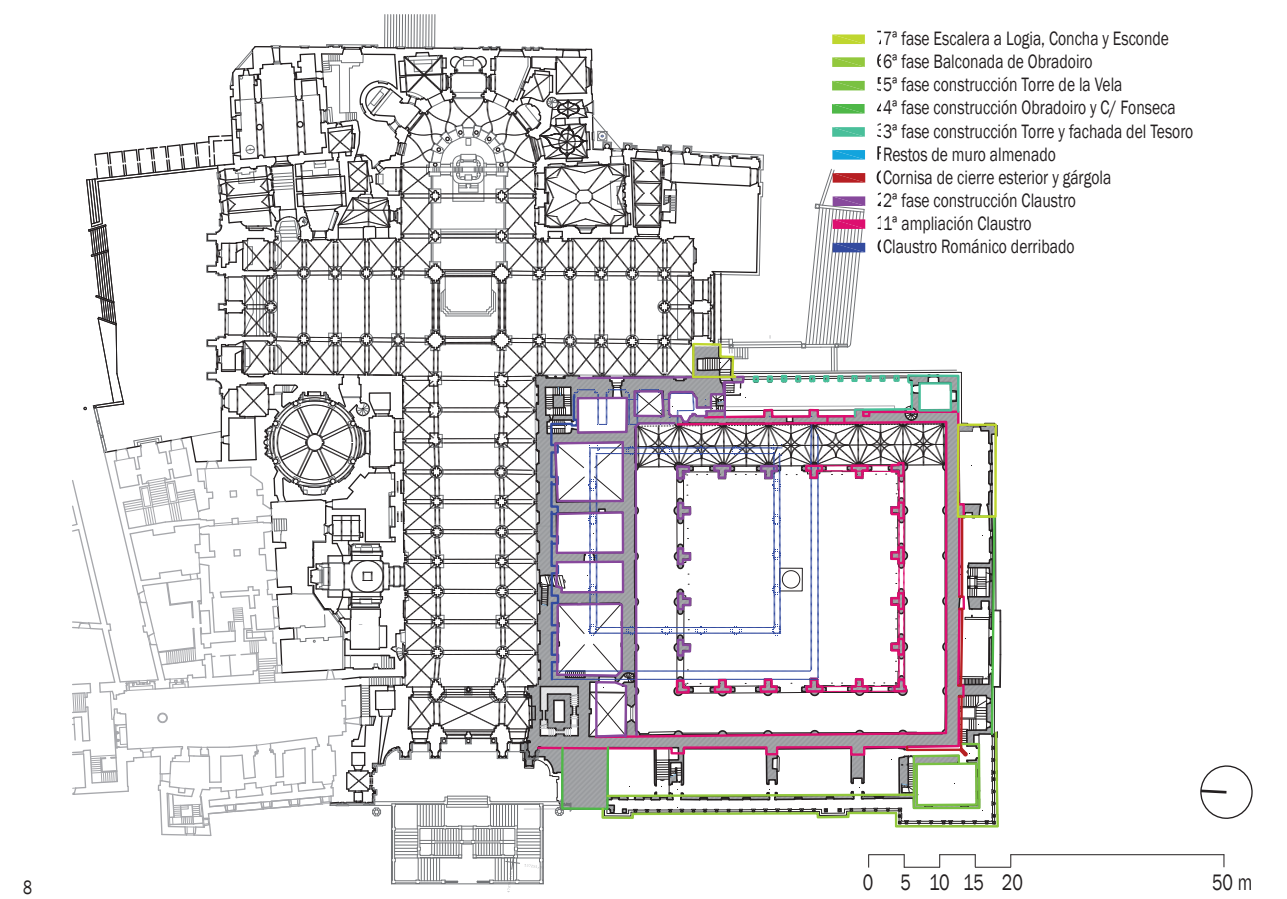 7ª fase Escalera a Logia, Concha y Esconde
6ª fase Balconada de Obradoiro
5ª fase construcción Torre de la Vela
4ª fase construcción Obradoiro y C/ Fonseca
3ª fase construcción Torre y fachada del Tesoro
Restos de muro almenado
Cornisa de cierre exterior y gárgola
2ª fase construcción Claustro
1ª ampliación Claustro
Claustro Románico derribado
0 5 10 15 20 50 m
8